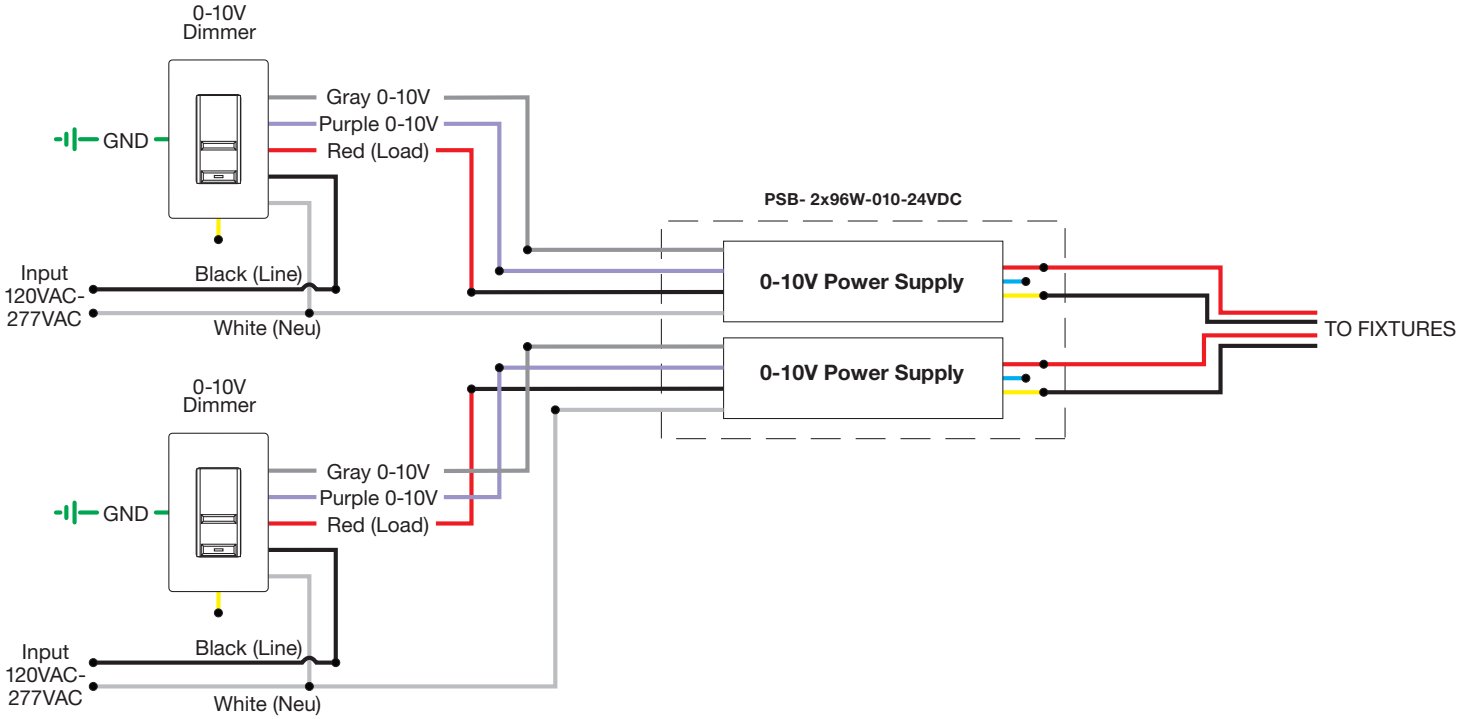 0-10V
Dimmer
Gray 0-10V
Purple 0-10V
Red (Load)
GND
PSB- 2x96W-010-24VDC
Input
120VAC-
277VAC
Black (Line)
White (Neu)
0-10V Power Supply
TO FIXTURES
0-10V Power Supply
0-10V
Dimmer
Gray 0-10V
Purple 0-10V
Red (Load)
GND
Input
120VAC-
277VAC
Black (Line)
White (Neu)